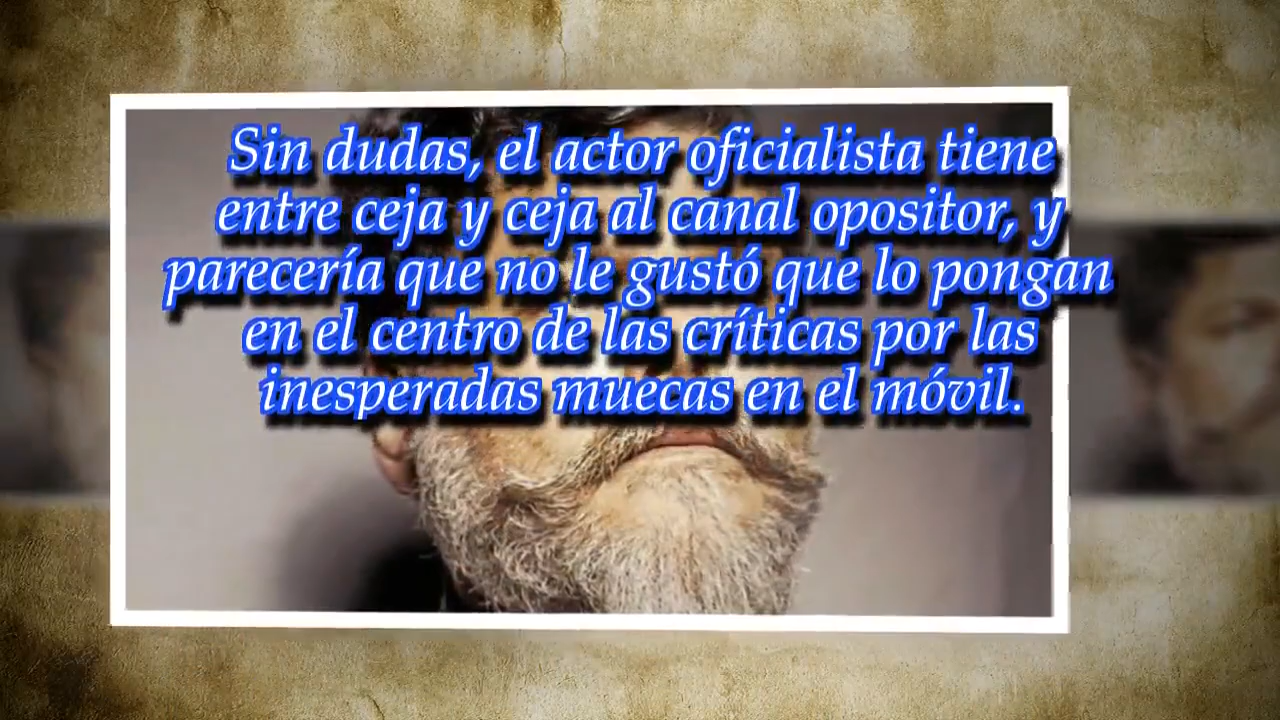 Sin dudas, el actor oficialista tiene
entre ceja y ceja al canal opositor, y
parecería que no le gustó que lo pongan
en el centro de las críticas por las
inesperadas muecas en el móvil.